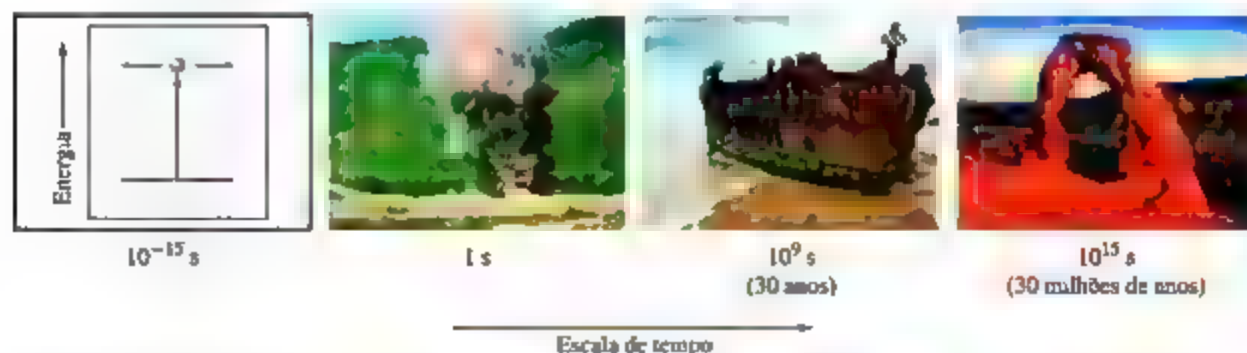 Energia
10⁻¹⁵ s
1 s
10⁹ s
(30 anos)
10¹⁵ s
(30 milhões de anos)
Escala de tempo